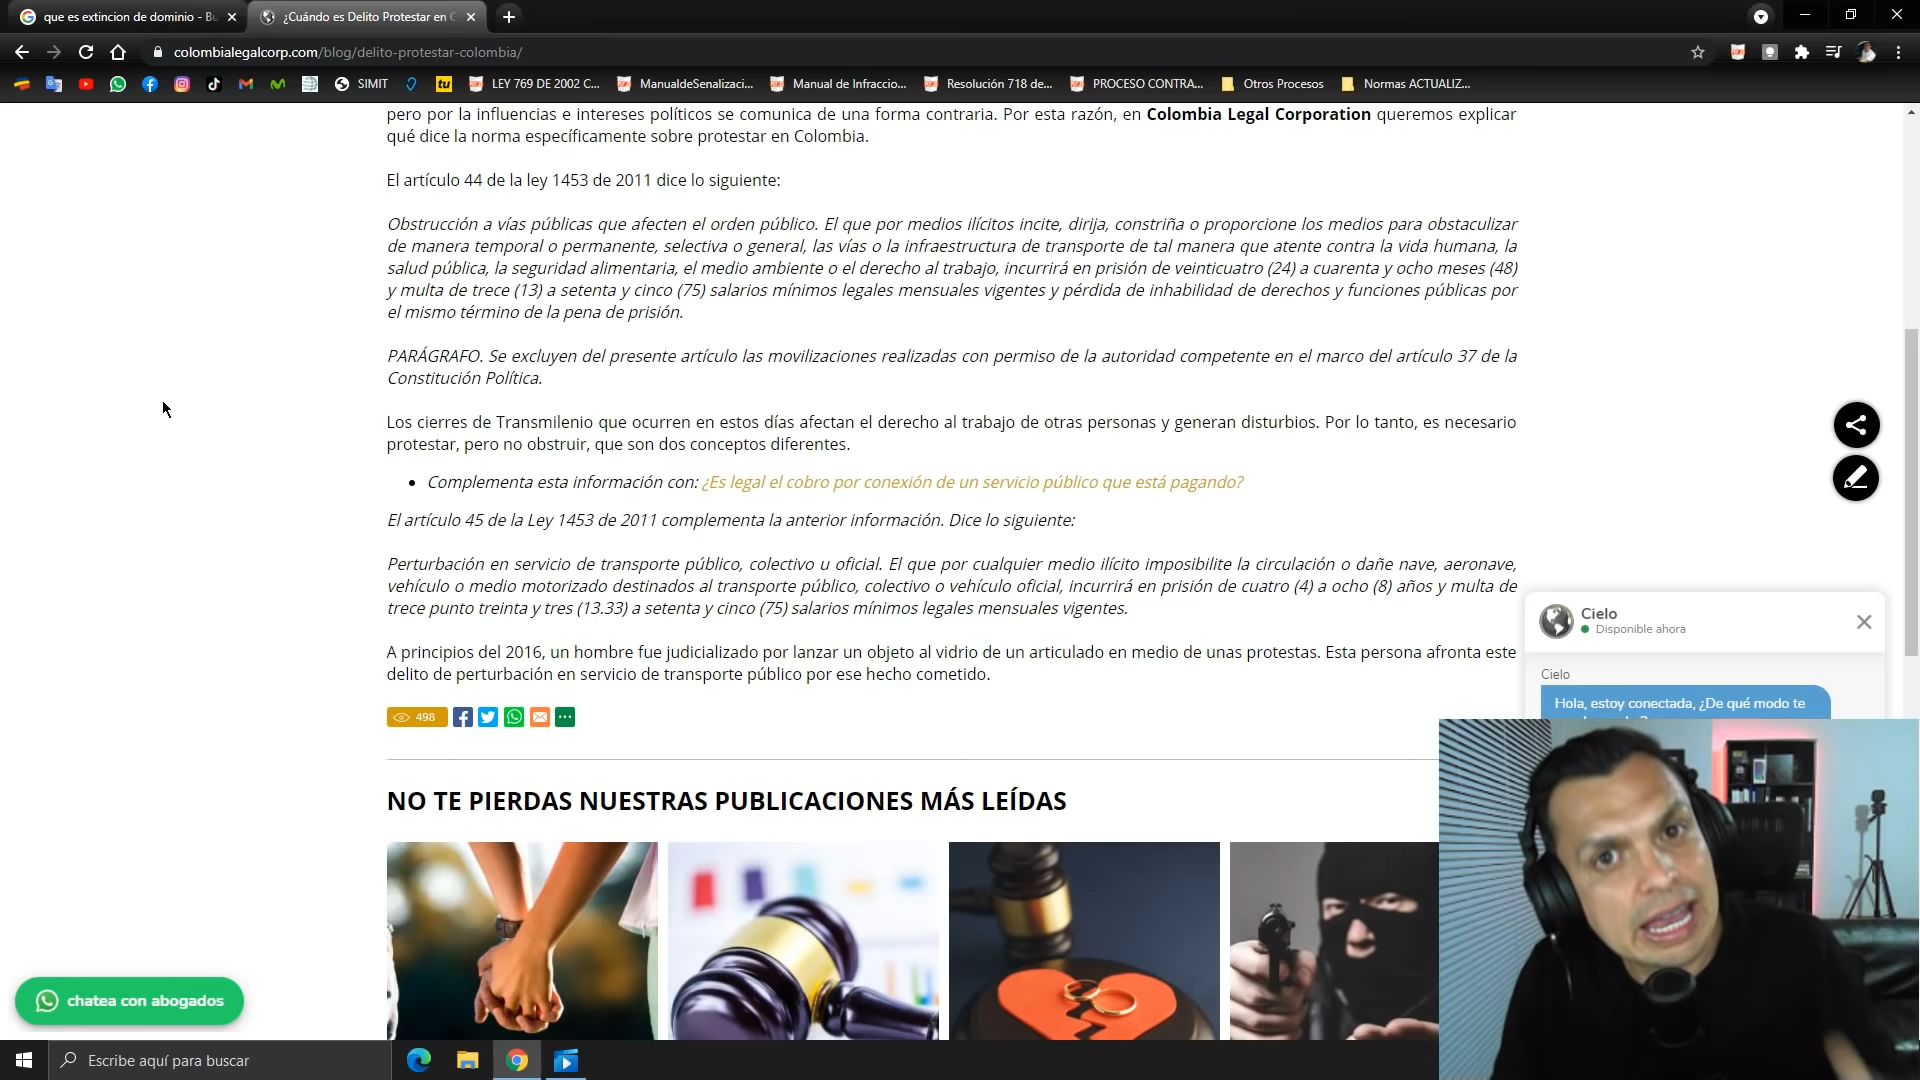 que es extincion de dominio - Bu
¿Cuándo es Delito Protestar en C
colombialegalcorp.com/blog/delito-protestar-colombia/
SIMIT
tu
LEY 769 DE 2002 C...
ManualdeSenalizaci...
Manual de Infraccio...
Resolución 718 de...
PROCESO CONTRA...
Otros Procesos
Normas ACTUALIZ...
pero por la influencias e intereses políticos se comunica de una forma contraria. Por esta razón, en Colombia Legal Corporation queremos explicar
qué dice la norma específicamente sobre protestar en Colombia.
El artículo 44 de la ley 1453 de 2011 dice lo siguiente:
Obstrucción a vías públicas que afecten el orden público. El que por medios ilícitos incite, dirija, constriña o proporcione los medios para obstaculizar
de manera temporal o permanente, selectiva o general, las vías o la infraestructura de transporte de tal manera que atente contra la vida humana, la
salud pública, la seguridad alimentaria, el medio ambiente o el derecho al trabajo, incurrirá en prisión de veinticuatro (24) a cuarenta y ocho meses (48)
y multa de trece (13) a setenta y cinco (75) salarios mínimos legales mensuales vigentes y pérdida de inhabilidad de derechos y funciones públicas por
el mismo término de la pena de prisión.
PARÁGRAFO. Se excluyen del presente artículo las movilizaciones realizadas con permiso de la autoridad competente en el marco del artículo 37 de la
Constitución Política.
Los cierres de Transmilenio que ocurren en estos días afectan el derecho al trabajo de otras personas y generan disturbios. Por lo tanto, es necesario
protestar, pero no obstruir, que son dos conceptos diferentes.
• Complementa esta información con: ¿Es legal el cobro por conexión de un servicio público que está pagando?
El artículo 45 de la Ley 1453 de 2011 complementa la anterior información. Dice lo siguiente:
Perturbación en servicio de transporte público, colectivo u oficial. El que por cualquier medio ilícito imposibilite la circulación o dañe nave, aeronave,
vehículo o medio motorizado destinados al transporte público, colectivo o vehículo oficial, incurrirá en prisión de cuatro (4) a ocho (8) años y multa de
trece punto treinta y tres (13.33) a setenta y cinco (75) salarios mínimos legales mensuales vigentes.
A principios del 2016, un hombre fue judicializado por lanzar un objeto al vidrio de un articulado en medio de unas protestas. Esta persona afronta este
delito de perturbación en servicio de transporte público por ese hecho cometido.
498
NO TE PIERDAS NUESTRAS PUBLICACIONES MÁS LEÍDAS
Cielo
Disponible ahora
Cielo
Hola, estoy conectada, ¿De qué modo te
chatea con abogados
Escribe aquí para buscar